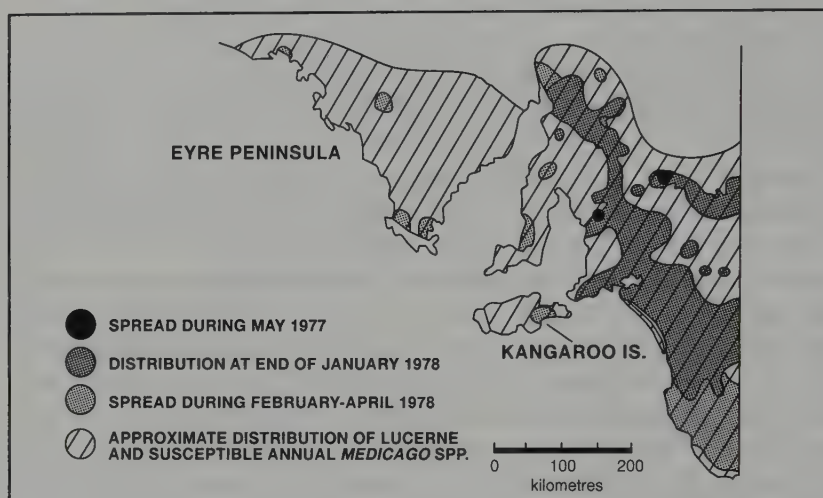 EYRE PENINSULA
KANGAROO IS.
SPREAD DURING MAY 1977
DISTRIBUTION AT END OF JANUARY 1978
SPREAD DURING FEBRUARY-APRIL 1978
APPROXIMATE DISTRIBUTION OF LUCERNE
AND SUSCEPTIBLE ANNUAL MEDICAGO SPP.
0 100 200
kilometres